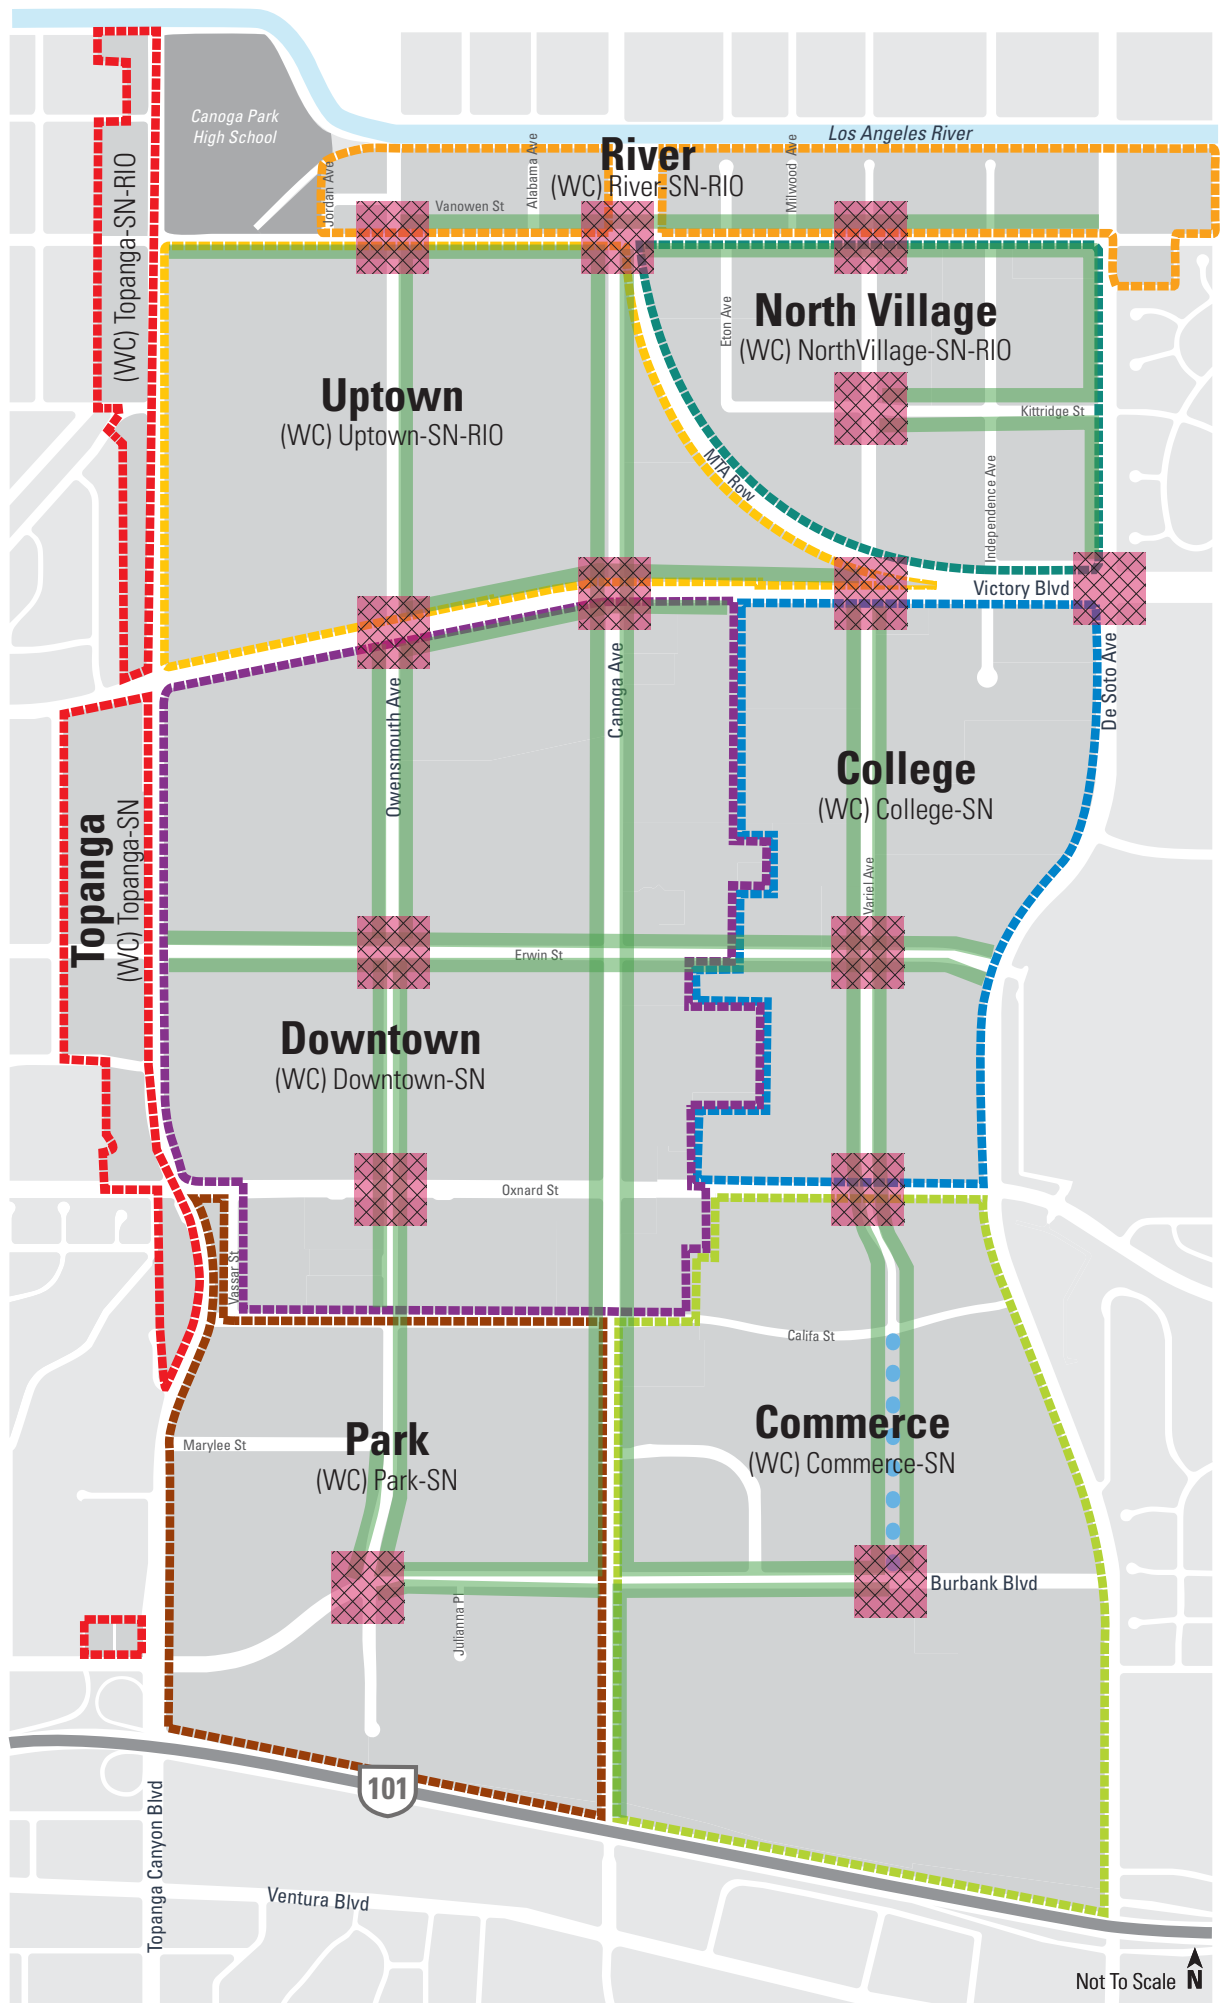 Canoga Park
High School
Los Angeles River
River
(WC) River-SN-RIO
Jordan Ave
Alabama Ave
Milwood Ave
Vanowen St
(WC) Topanga-SN-RIO
North Village
(WC) NorthVillage-SN-RIO
Eton Ave
Uptown
(WC) Uptown-SN-RIO
Kittridge St
MTA Row
Independence Ave
Victory Blvd
Owensmouth Ave
Canoga Ave
De Soto Ave
College
(WC) College-SN
Variel Ave
Topanga
(WC) Topanga-SN
Erwin St
Downtown
(WC) Downtown-SN
Oxnard St
Vassar St
Califa St
Park
(WC) Park-SN
Marylee St
Commerce
(WC) Commerce-SN
Burbank Blvd
Julianna Pl
101
Topanga Canyon Blvd
Ventura Blvd
Not To Scale
N